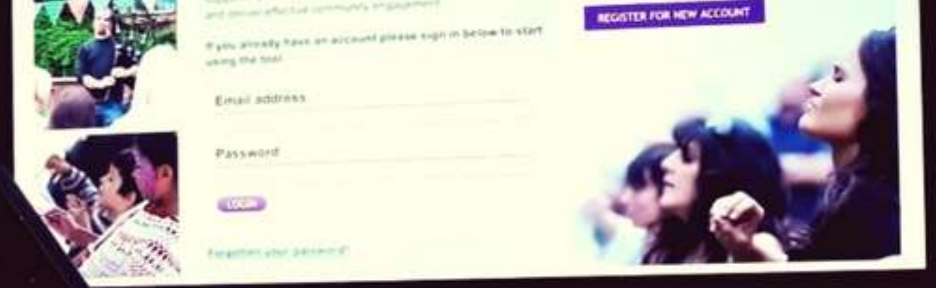 and deliver effective community engagement
REGISTER FOR NEW ACCOUNT
If you already have an account please sign in below to start
using the tool
Email address
Password
LOGIN
Forgotten your password?